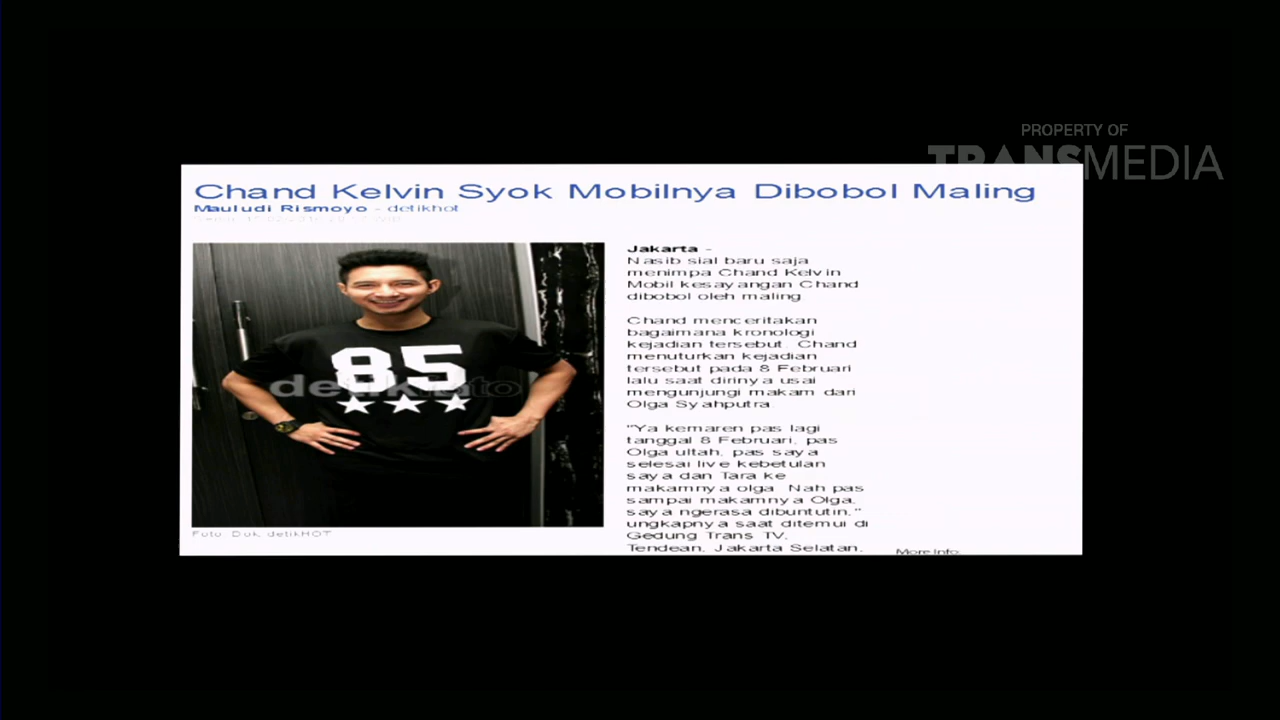 PROPERTY OF
TRANSMEDIA
Chand Kelvin Syok Mobilnya Dibobol Maling
Mauludi Rismoyo - detikhot
85
Foto: Dok. detikHOT
Jakarta -
Nasib sial baru saja
menimpa Chand Kelvin
Mobil kesayangan Chand
dibobol oleh maling
Chand menceritakan
bagaimana kronologi
kejadian tersebut. Chand
menuturkan kejadian
tersebut pada 8 Februari
lalu saat dirinya usai
mengunjungi makam dari
Olga Syahputra
"Ya kemaren pas lagi
tanggal 8 Februari, pas
Olga ultah, pas saya
selesai live kebetulan
saya dan Tara ke
makamnya olga. Nah pas
sampai makamnya Olga,
saya ngerasa dibuntutin,"
ungkapnya saat ditemui di
Gedung Trans TV,
Tendean, Jakarta Selatan,
More Info.